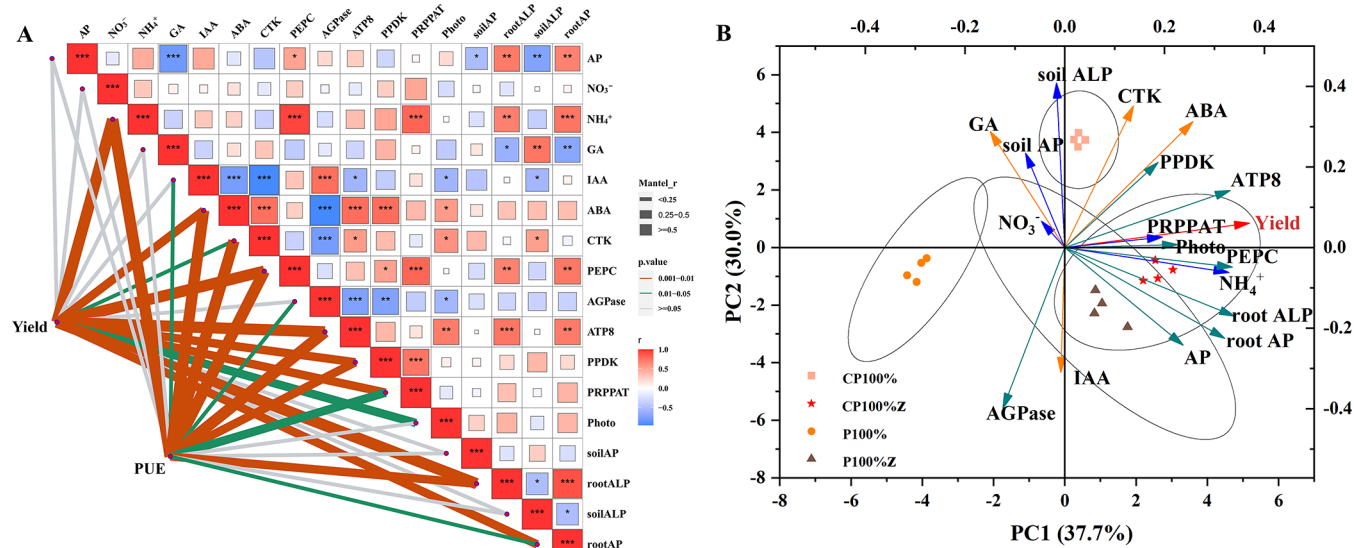 A
AP NO₃⁻ NH₄⁺ GA IAA ABA CTK PEPC AGPase ATP8 PPDK PRPPAT Photo soilAP rootALP soilALP rootAP
*** *** * * ** ** ** AP
*** NO₃⁻
*** *** *** ** *** NH₄⁺
*** * ** ** GA
*** *** *** *** * * * IAA
*** *** *** *** *** * ABA
*** *** * * * CTK
*** * *** ** ** PEPC
*** *** ** * AGPase
*** ** *** ** ATP8
*** *** PPDK
*** PRPPAT
*** Photo
*** soilAP
*** * *** rootALP
*** * soilALP
*** rootAP
Yield
PUE
Mantel_r
<0.25
0.25-0.5
>=0.5
p.value
0.001-0.01
0.01-0.05
>=0.05
r
1.0
0.5
0.0
−0.5
B
-0.4 -0.2 0.0 0.2 0.4
6
4
2
0
-2
-4
-6
-8
0.4
0.2
0.0
-0.2
-0.4
PC2 (30.0%)
soil ALP
CTK
ABA
GA
soil AP
PPDK
ATP8
NO₃⁻
PRPPAT
Yield
Photo
PEPC
NH₄⁺
root ALP
root AP
AP
IAA
AGPase
CP100%
CP100%Z
P100%
P100%Z
-8 -6 -4 -2 0 2 4 6 8
PC1 (37.7%)